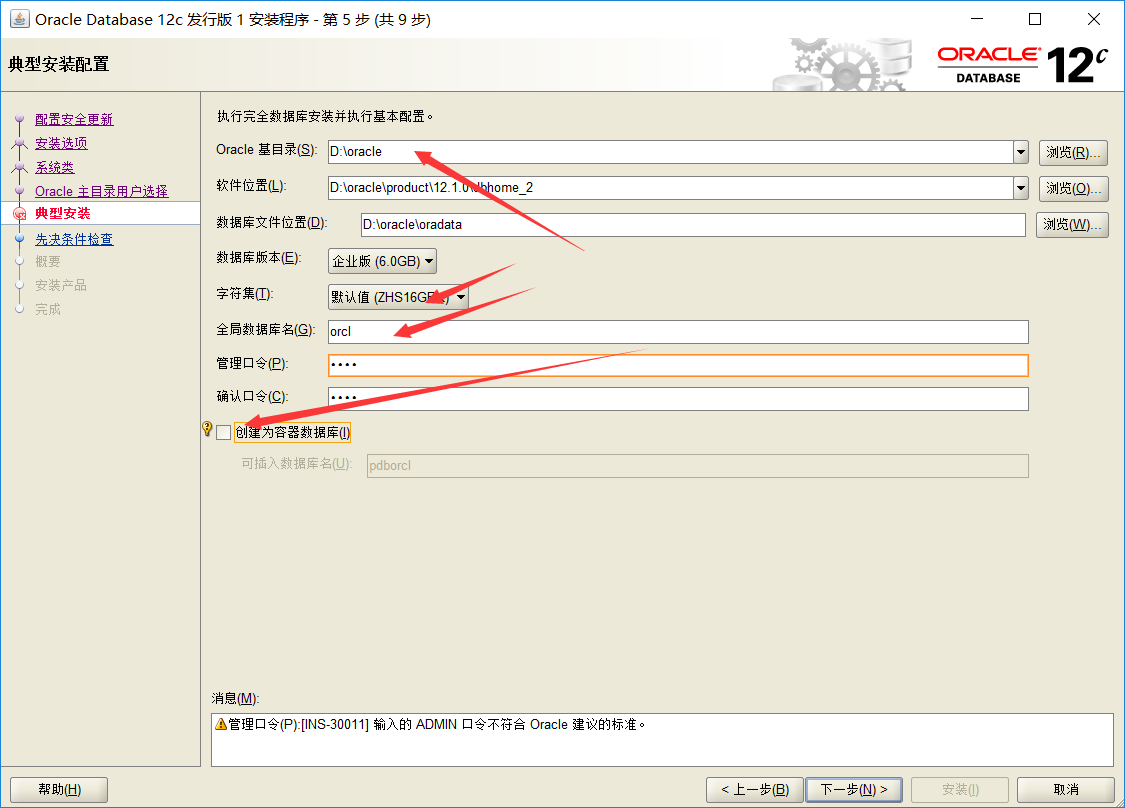 Oracle Database 12c 发行版 1 安装程序 - 第 5 步 (共 9 步)
典型安装配置
ORACLE®
DATABASE
12c
配置安全更新
安装选项
系统类
Oracle 主目录用户选择
典型安装
先决条件检查
概要
安装产品
完成
执行完全数据库安装并执行基本配置。
Oracle 基目录(S): D:\oracle 浏览(R)...
软件位置(L): D:\oracle\product\12.1.0\dbhome_2 浏览(O)...
数据库文件位置(D): D:\oracle\oradata 浏览(W)...
数据库版本(E): 企业版 (6.0GB)
字符集(T): 默认值 (ZHS16GBK)
全局数据库名(G): orcl
管理口令(P): ••••
确认口令(C): ••••
创建为容器数据库(I)
可插入数据库名(U): pdborcl
消息(M):
管理口令(P):[INS-30011] 输入的 ADMIN 口令不符合 Oracle 建议的标准。
帮助(H) < 上一步(B) 下一步(N) > 安装(I) 取消